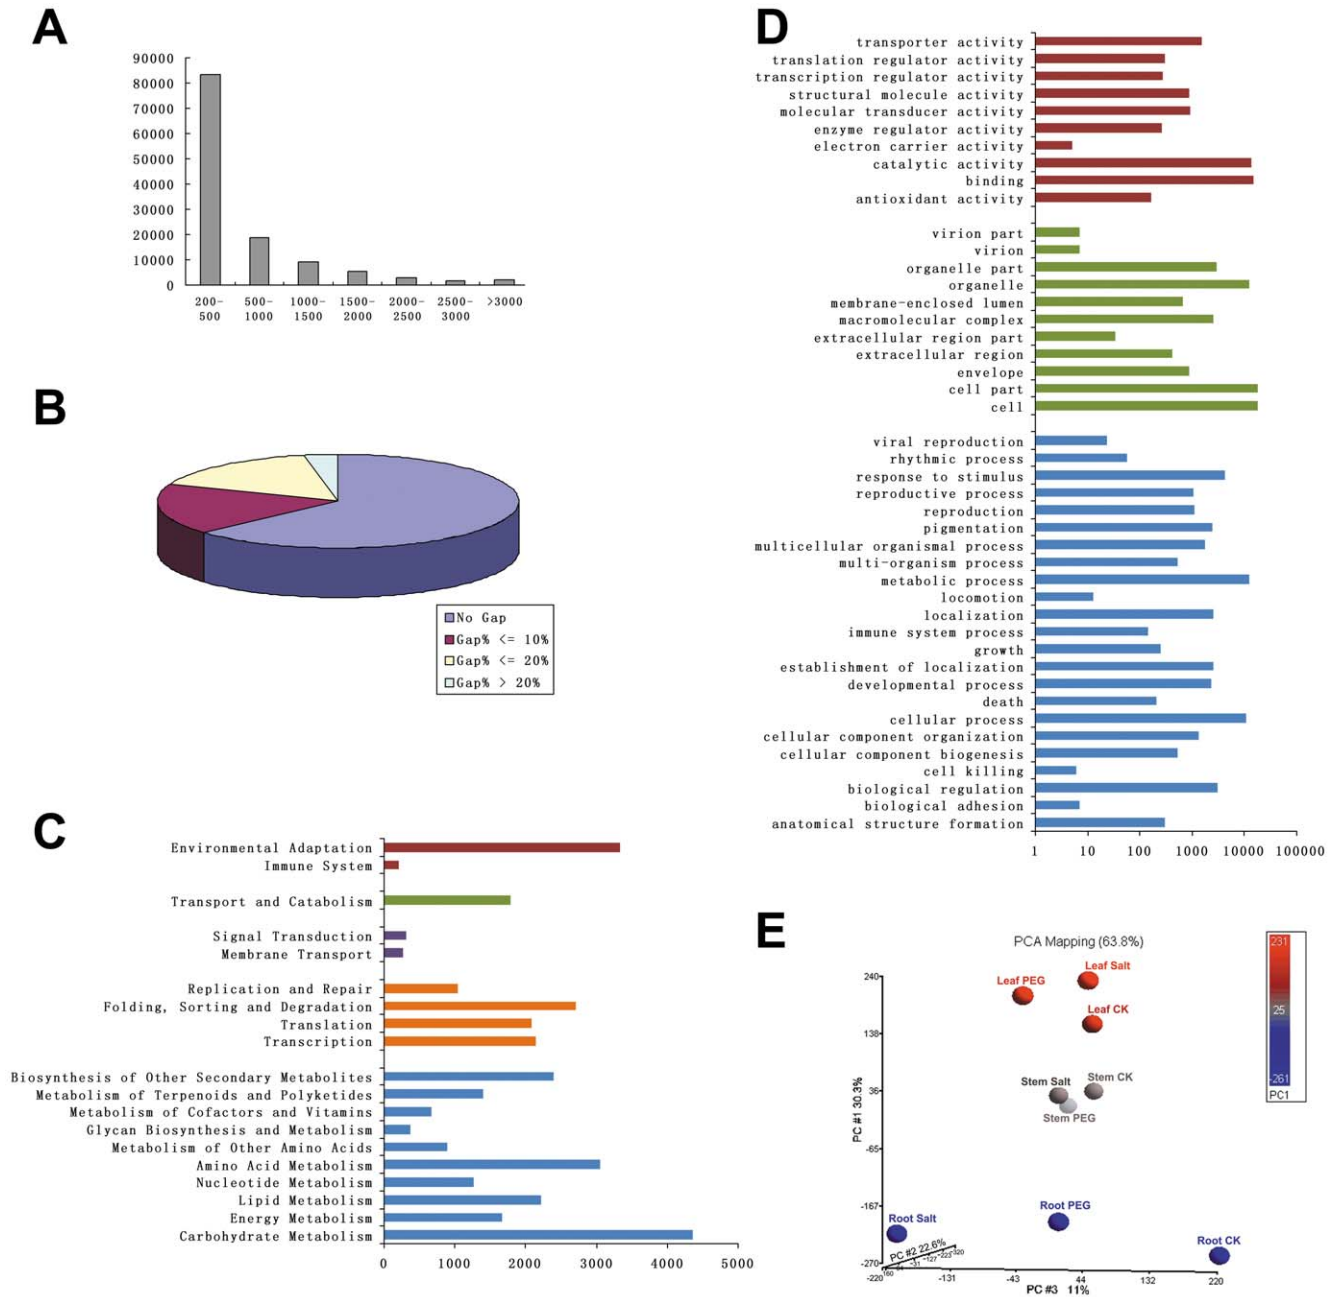 A
90000
80000
70000
60000
50000
40000
30000
20000
10000
0
200-500
500-1000
1000-1500
1500-2000
2000-2500
2500-3000
>3000
B
No Gap
Gap% <= 10%
Gap% <= 20%
Gap% > 20%
C
Environmental Adaptation
Immune System
Transport and Catabolism
Signal Transduction
Membrane Transport
Replication and Repair
Folding, Sorting and Degradation
Translation
Transcription
Biosynthesis of Other Secondary Metabolites
Metabolism of Terpenoids and Polyketides
Metabolism of Cofactors and Vitamins
Glycan Biosynthesis and Metabolism
Metabolism of Other Amino Acids
Amino Acid Metabolism
Nucleotide Metabolism
Lipid Metabolism
Energy Metabolism
Carbohydrate Metabolism
0 1000 2000 3000 4000 5000
D
transporter activity
translation regulator activity
transcription regulator activity
structural molecule activity
molecular transducer activity
enzyme regulator activity
electron carrier activity
catalytic activity
binding
antioxidant activity
virion part
virion
organelle part
organelle
membrane-enclosed lumen
macromolecular complex
extracellular region part
extracellular region
envelope
cell part
cell
viral reproduction
rhythmic process
response to stimulus
reproductive process
reproduction
pigmentation
multicellular organismal process
multi-organism process
metabolic process
locomotion
localization
immune system process
growth
establishment of localization
developmental process
death
cellular process
cellular component organization
cellular component biogenesis
cell killing
biological regulation
biological adhesion
anatomical structure formation
1 10 100 1000 10000 100000
E
PCA Mapping (63.8%)
231
25
-261
PC1
Leaf Salt
Leaf PEG
Leaf CK
Stem Salt
Stem CK
Stem PEG
Root PEG
Root Salt
Root CK
PC #1 30.3%
240
138
36
-65
-167
-270
PC #2 22.6%
160
-31
-127
-223
-320
-220 -131 -43 44 132 220
PC #3 11%